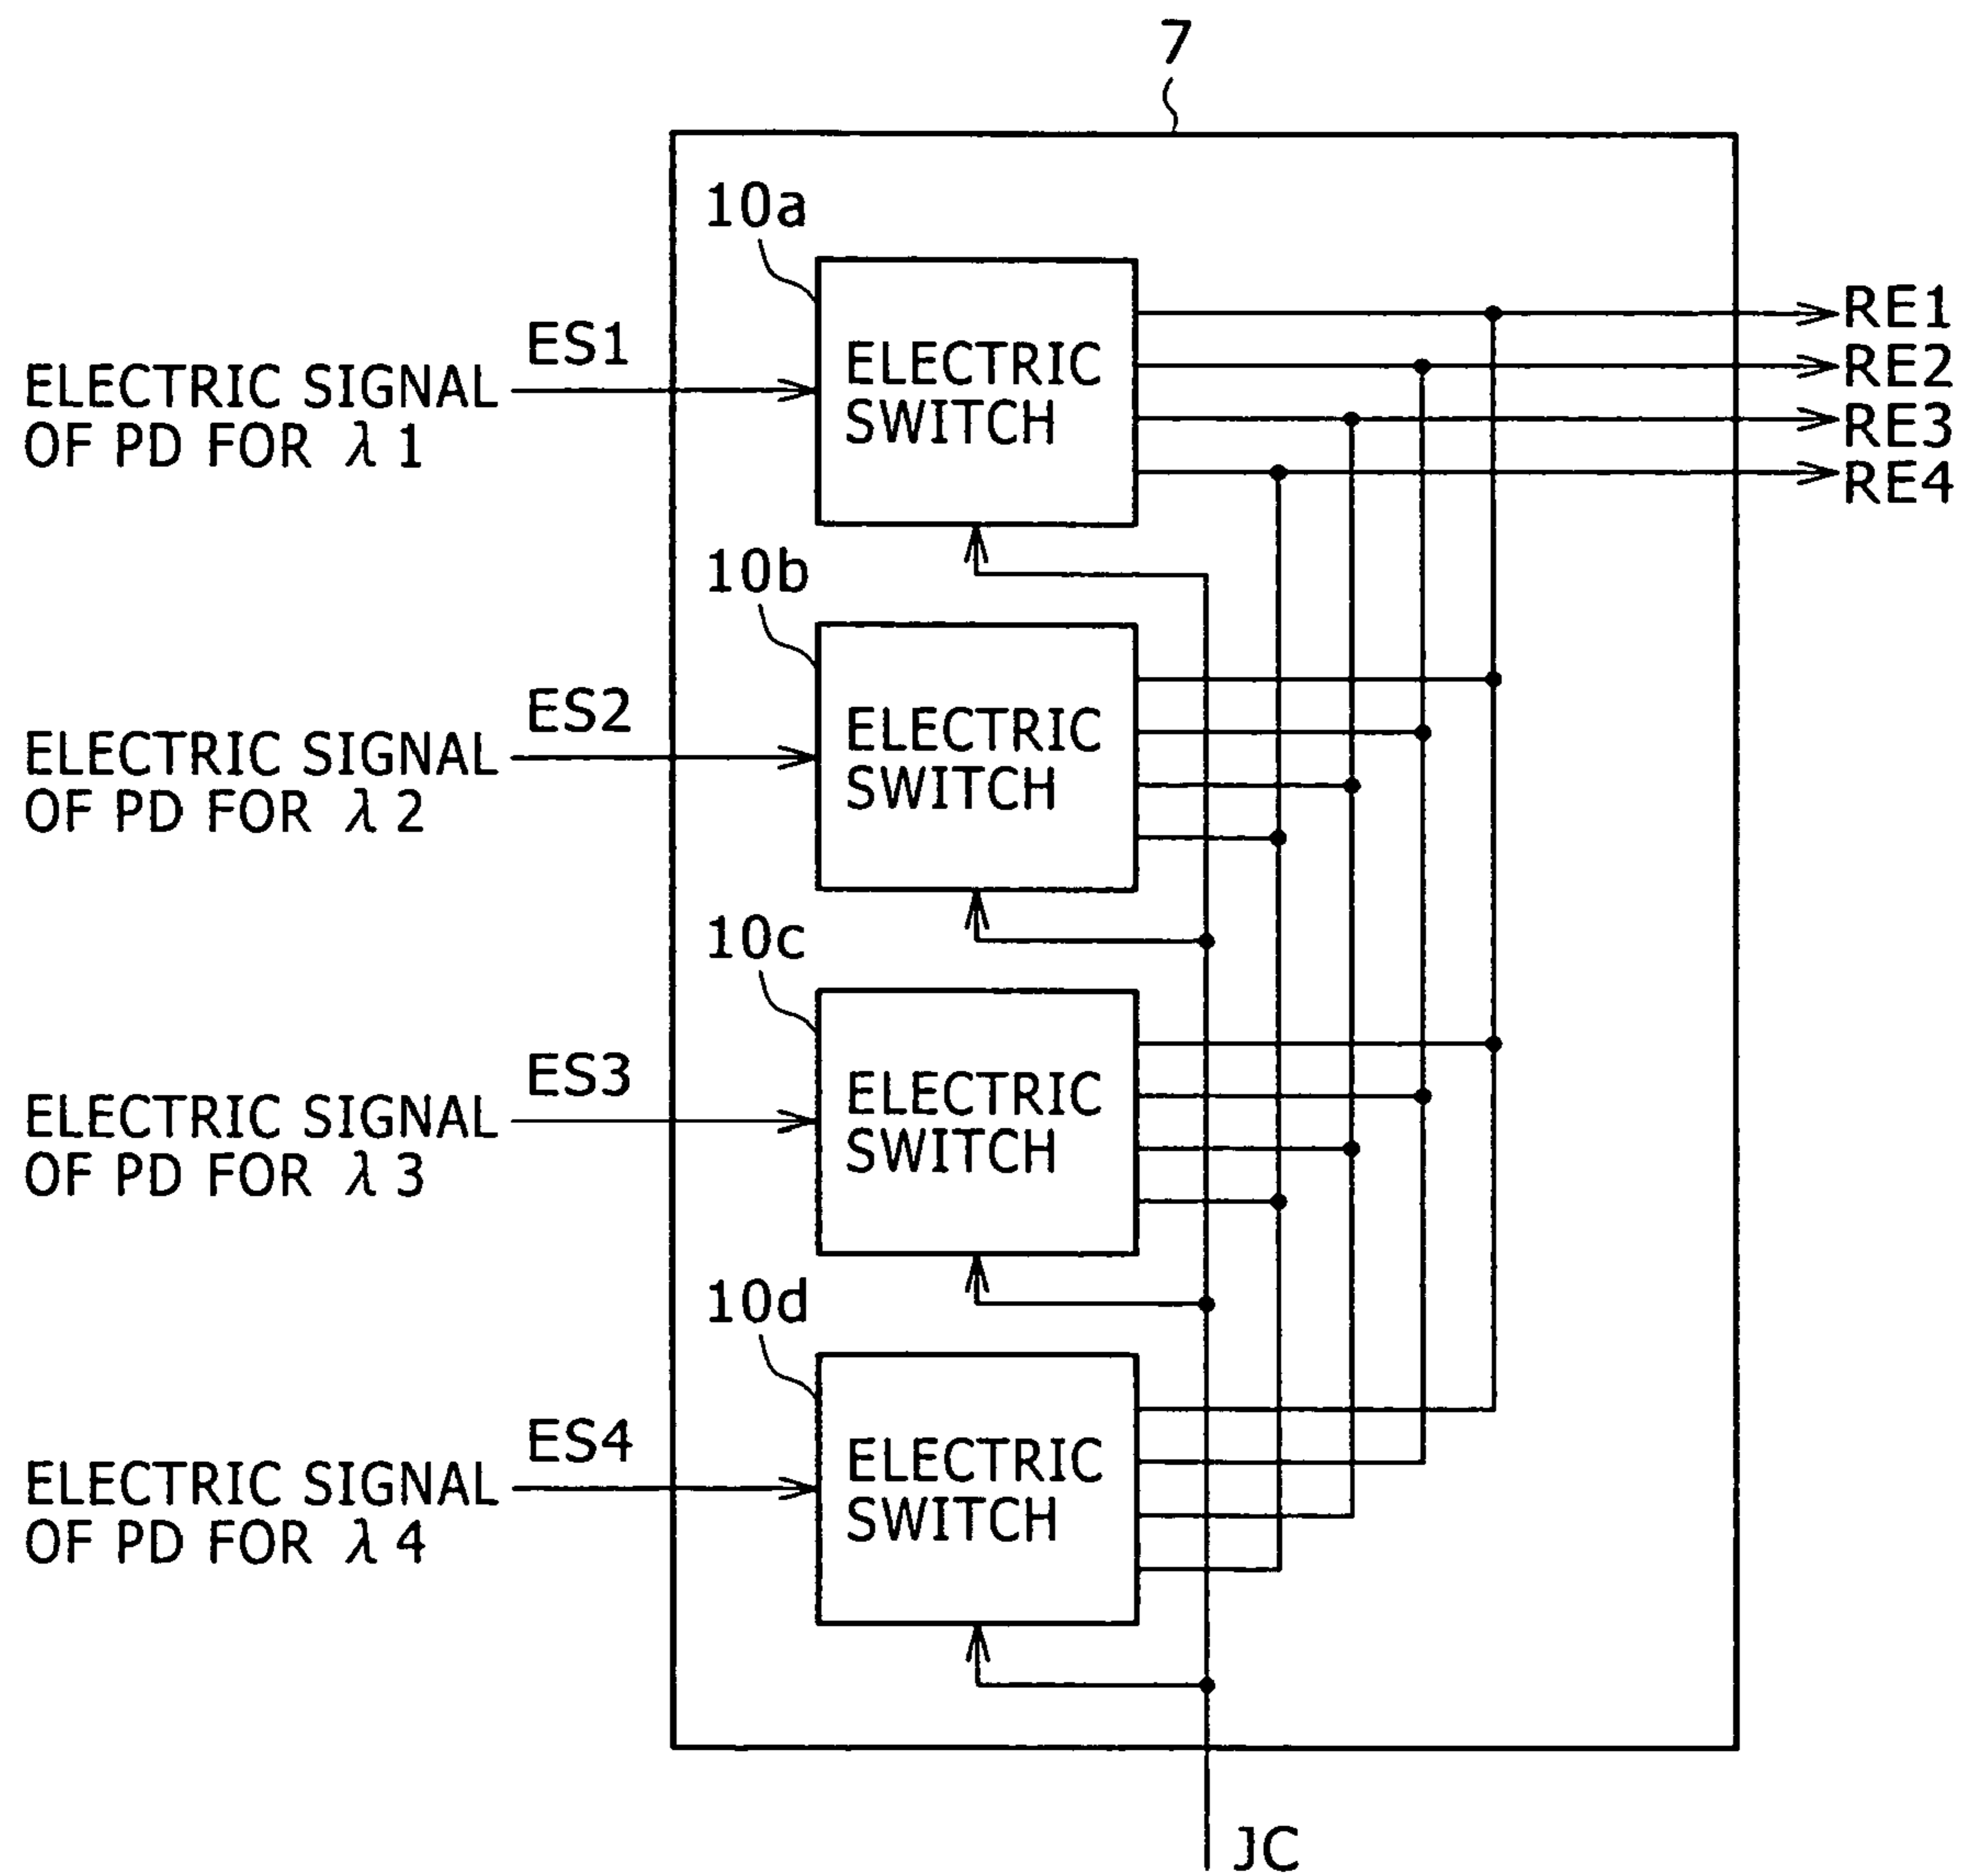 7
10a
ES1
ELECTRIC SIGNAL
OF PD FOR λ1
ELECTRIC
SWITCH
RE1
RE2
RE3
RE4
10b
ES2
ELECTRIC SIGNAL
OF PD FOR λ2
ELECTRIC
SWITCH
10c
ES3
ELECTRIC SIGNAL
OF PD FOR λ3
ELECTRIC
SWITCH
10d
ES4
ELECTRIC SIGNAL
OF PD FOR λ4
ELECTRIC
SWITCH
JC